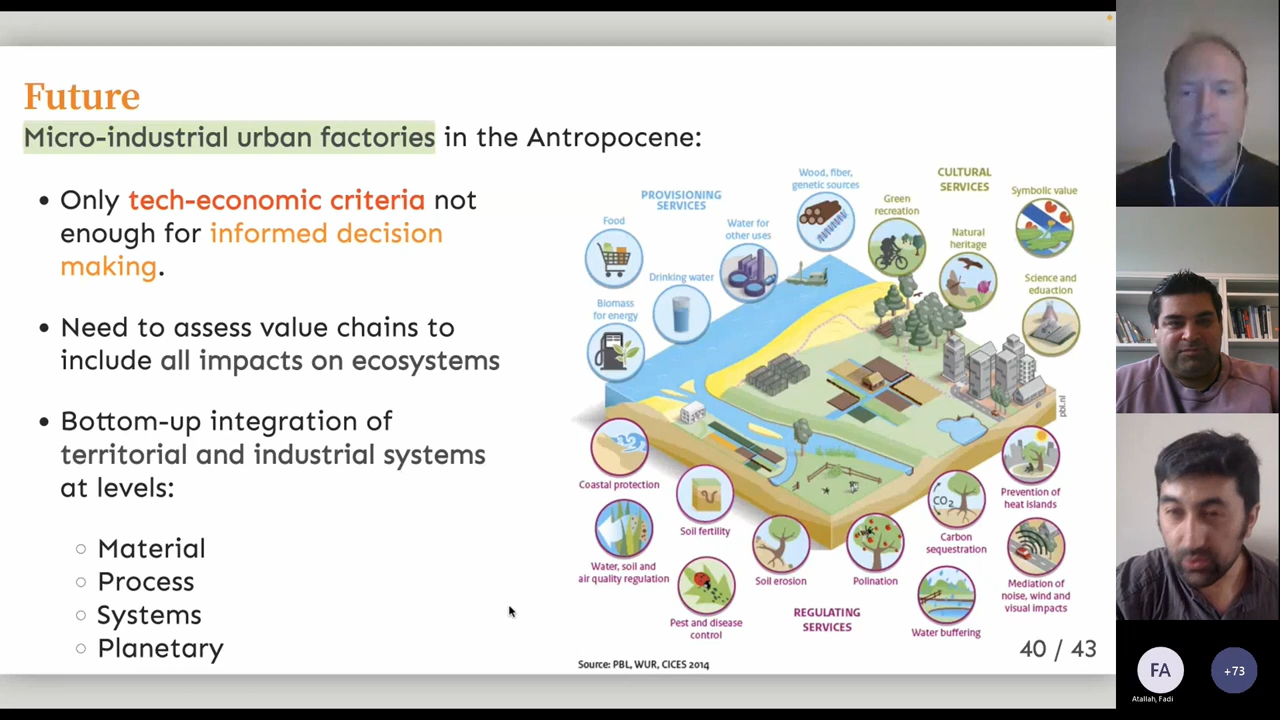 Future
Micro-industrial urban factories in the Antropocene:
• Only tech-economic criteria not
enough for informed decision
making.
• Need to assess value chains to
include all impacts on ecosystems
• Bottom-up integration of
territorial and industrial systems
at levels:
○ Material
○ Process
○ Systems
○ Planetary
PROVISIONING
SERVICES
Wood, fiber,
genetic sources
CULTURAL
SERVICES
Symbolic value
Green
recreation
Food
Water for
other uses
Natural
heritage
Drinking water
Science and
eduaction
Biomass
for energy
pbl.nl
Coastal protection
Soil fertility
CO2
Prevention of
heat islands
Carbon
sequestration
Water, soil and
air quality regulation
Soil erosion
Polination
Mediation of
noise, wind and
visual impacts
Pest and disease
control
REGULATING
SERVICES
Water buffering
Source: PBL, WUR, CICES 2014
40 / 43
FA
Atallah, Fadi
+73